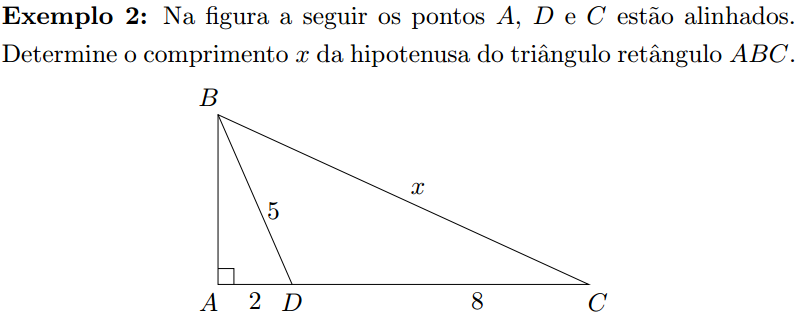 Exemplo 2: Na figura a seguir os pontos A, D e C estão alinhados.
Determine o comprimento x da hipotenusa do triângulo retângulo ABC.
B
x
5
A 2 D 8 C